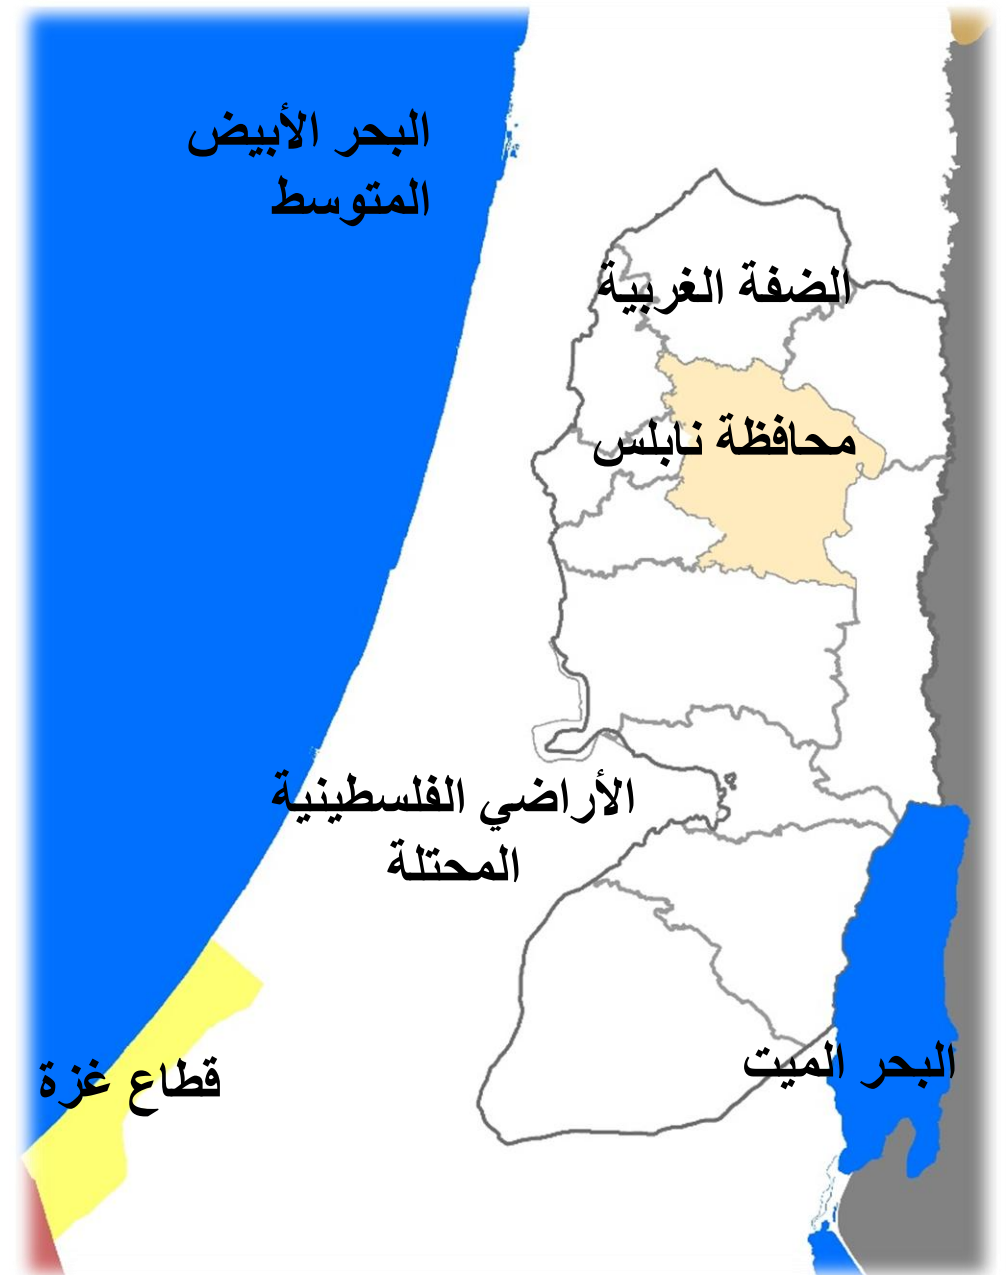 البحر الأبيض
المتوسط
الضفة الغربية
محافظة نابلس
الأراضي الفلسطينية
المحتلة
قطاع غزة
البحر الميت